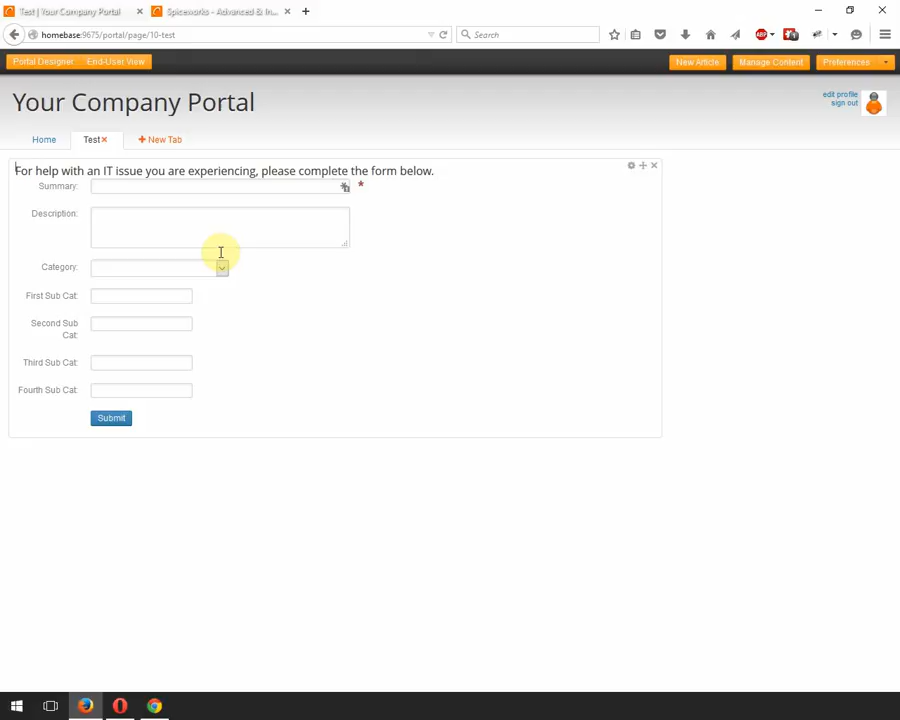 Test | Your Company Portal
Spiceworks - Advanced & In...
homebase:9675/portal/page/10-test
Search
ABP
Portal Designer
End-User View
New Article
Manage Content
Preferences
Your Company Portal
edit profile
sign out
Home
Test
New Tab
For help with an IT issue you are experiencing, please complete the form below.
Summary:
*
Description:
Category:
First Sub Cat:
Second Sub
Cat:
Third Sub Cat:
Fourth Sub Cat:
Submit